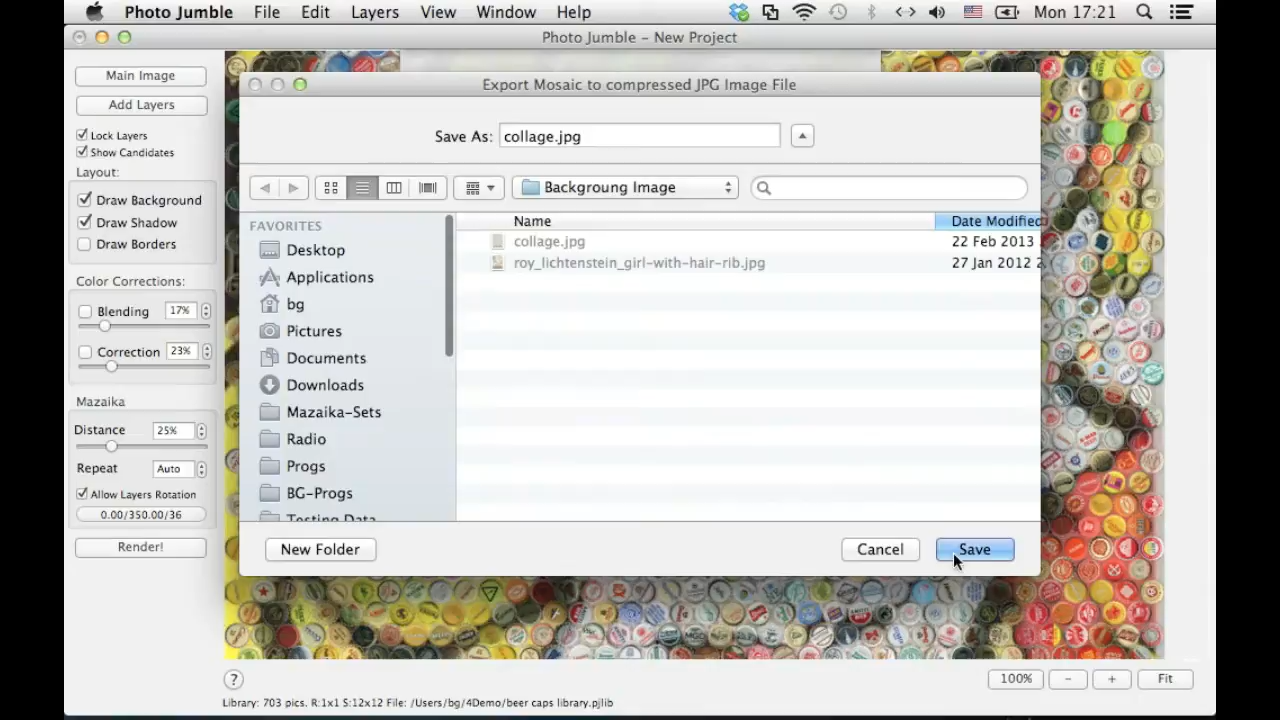 Photo Jumble File Edit Layers View Window Help Mon 17:21
Photo Jumble – New Project
Main Image
Add Layers
Lock Layers
Show Candidates
Layout:
Draw Background
Draw Shadow
Draw Borders
Color Corrections:
Blending 17%
Correction 23%
Mazaika
Distance 25%
Repeat Auto
Allow Layers Rotation
0.00/350.00/36
Render!
Export Mosaic to compressed JPG Image File
Save As: collage.jpg
Backgroung Image
FAVORITES
Desktop
Applications
bg
Pictures
Documents
Downloads
Mazaika-Sets
Radio
Progs
BG-Progs
Testing Data
Name Date Modified
collage.jpg 22 Feb 2013
roy_lichtenstein_girl-with-hair-rib.jpg 27 Jan 2012 2
New Folder Cancel Save
? 100% - + Fit
Library: 703 pics. R:1x1 S:12x12 File: /Users/bg/4Demo/beer caps library.pjlib